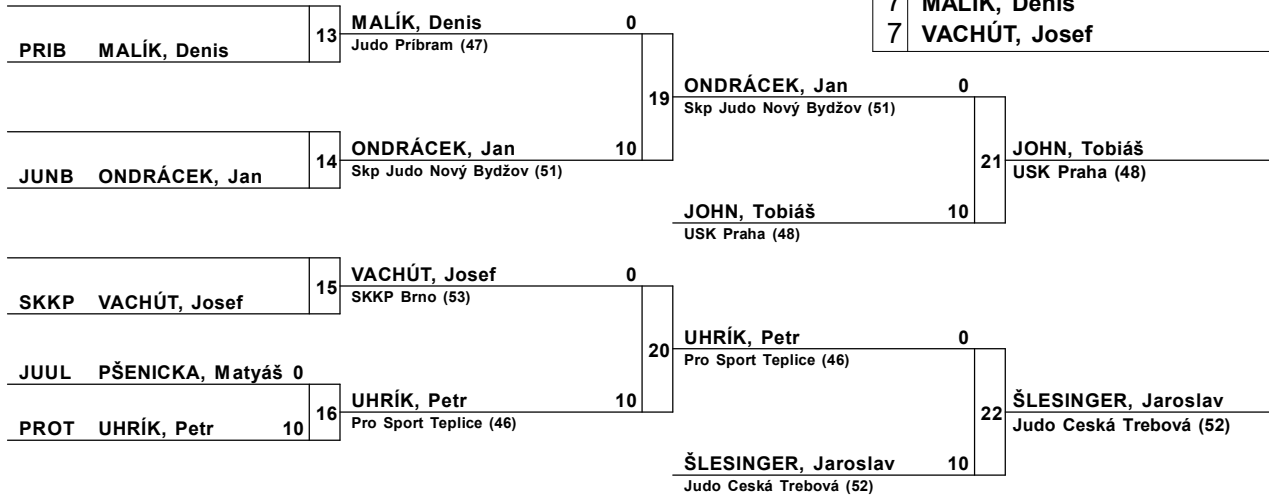 7 MALÍK, Denis
7 VACHÚT, Josef
13 MALÍK, Denis 0
PRIB MALÍK, Denis
Judo Príbram (47)
19 ONDRÁCEK, Jan 0
Skp Judo Nový Bydžov (51)
14 ONDRÁCEK, Jan 10
JUNB ONDRÁCEK, Jan
Skp Judo Nový Bydžov (51)
21 JOHN, Tobiáš
USK Praha (48)
JOHN, Tobiáš 10
USK Praha (48)
15 VACHÚT, Josef 0
SKKP VACHÚT, Josef
SKKP Brno (53)
20 UHRÍK, Petr 0
Pro Sport Teplice (46)
JUUL PŠENICKA, Matyáš 0
16 UHRÍK, Petr 10
PROT UHRÍK, Petr 10
Pro Sport Teplice (46)
22 ŠLESINGER, Jaroslav
Judo Ceská Trebová (52)
ŠLESINGER, Jaroslav 10
Judo Ceská Trebová (52)